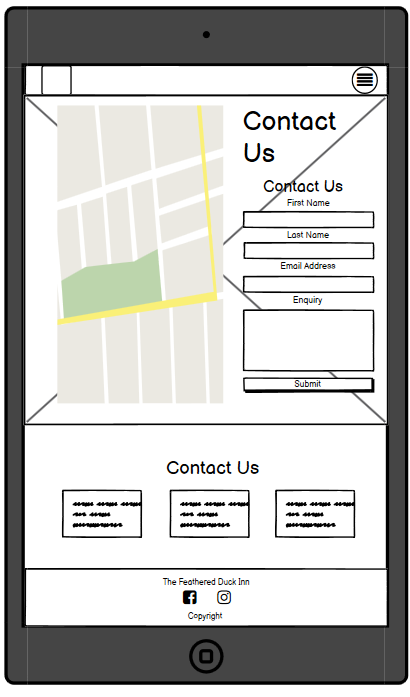 Contact
Us
Contact Us
First Name
Last Name
Email Address
Enquiry
Submit
Contact Us
The Feathered Duck Inn
Copyright